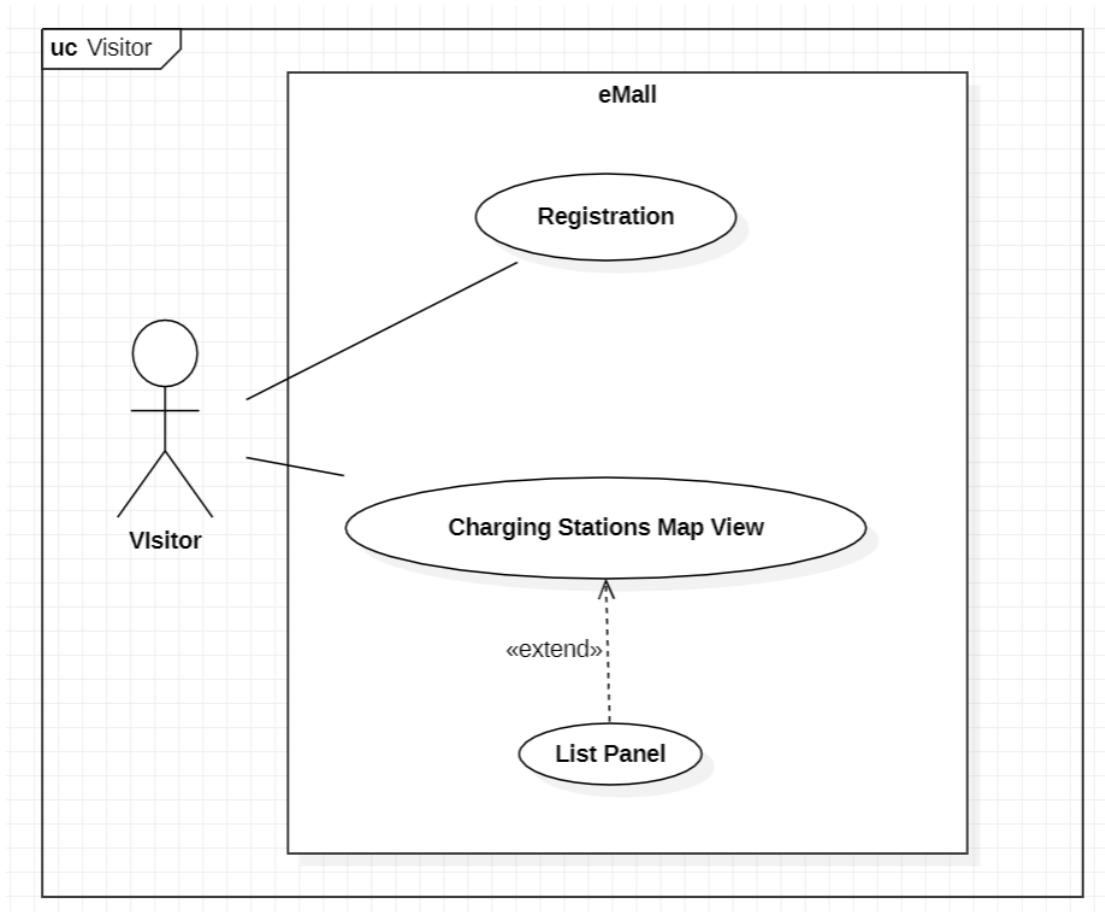 uc Visitor
eMall
Registration
VIsitor
Charging Stations Map View
«extend»
List Panel